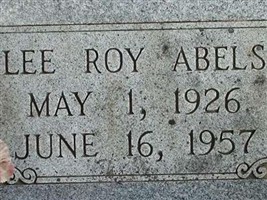 LEE ROY ABELS
MAY 1, 1926
JUNE 16, 1957